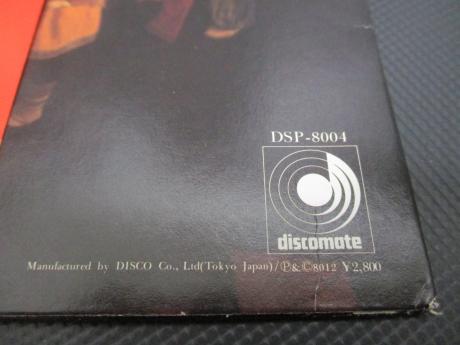 DSP-8004
discomate
Manufactured by DISCO Co., Ltd(Tokyo Japan)/℗&©8012 ¥2,800